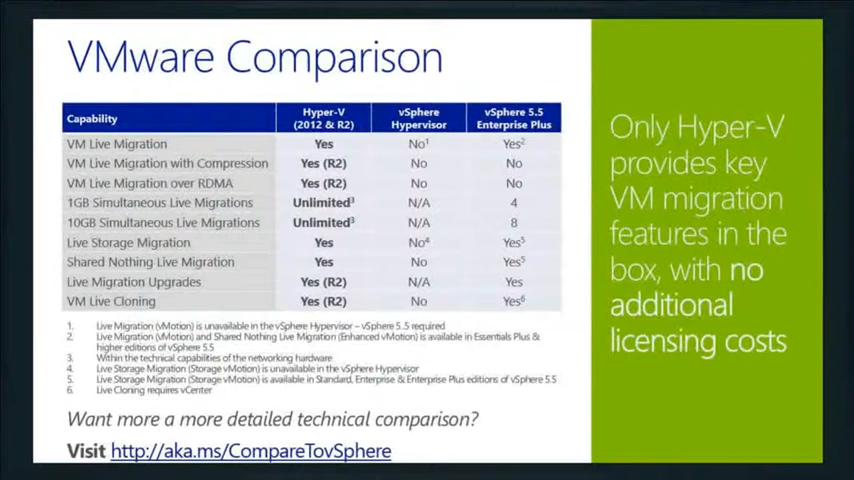 VMware Comparison
Capability Hyper-V (2012 & R2) vSphere Hypervisor vSphere 5.5 Enterprise Plus
VM Live Migration Yes No¹ Yes²
VM Live Migration with Compression Yes (R2) No No
VM Live Migration over RDMA Yes (R2) No No
1GB Simultaneous Live Migrations Unlimited³ N/A 4
10GB Simultaneous Live Migrations Unlimited³ N/A 8
Live Storage Migration Yes No⁴ Yes⁵
Shared Nothing Live Migration Yes No Yes⁵
Live Migration Upgrades Yes (R2) N/A Yes
VM Live Cloning Yes (R2) No Yes⁶
1. Live Migration (vMotion) is unavailable in the vSphere Hypervisor – vSphere 5.5 required
2. Live Migration (vMotion) and Shared Nothing Live Migration (Enhanced vMotion) is available in Essentials Plus &
higher editions of vSphere 5.5
3. Within the technical capabilities of the networking hardware
4. Live Storage Migration (Storage vMotion) is unavailable in the vSphere Hypervisor
5. Live Storage Migration (Storage vMotion) is available in Standard, Enterprise & Enterprise Plus editions of vSphere 5.5
6. Live Cloning requires vCenter
Want more a more detailed technical comparison?
Visit http://aka.ms/CompareTovSphere
Only Hyper-V
provides key
VM migration
features in the
box, with no
additional
licensing costs